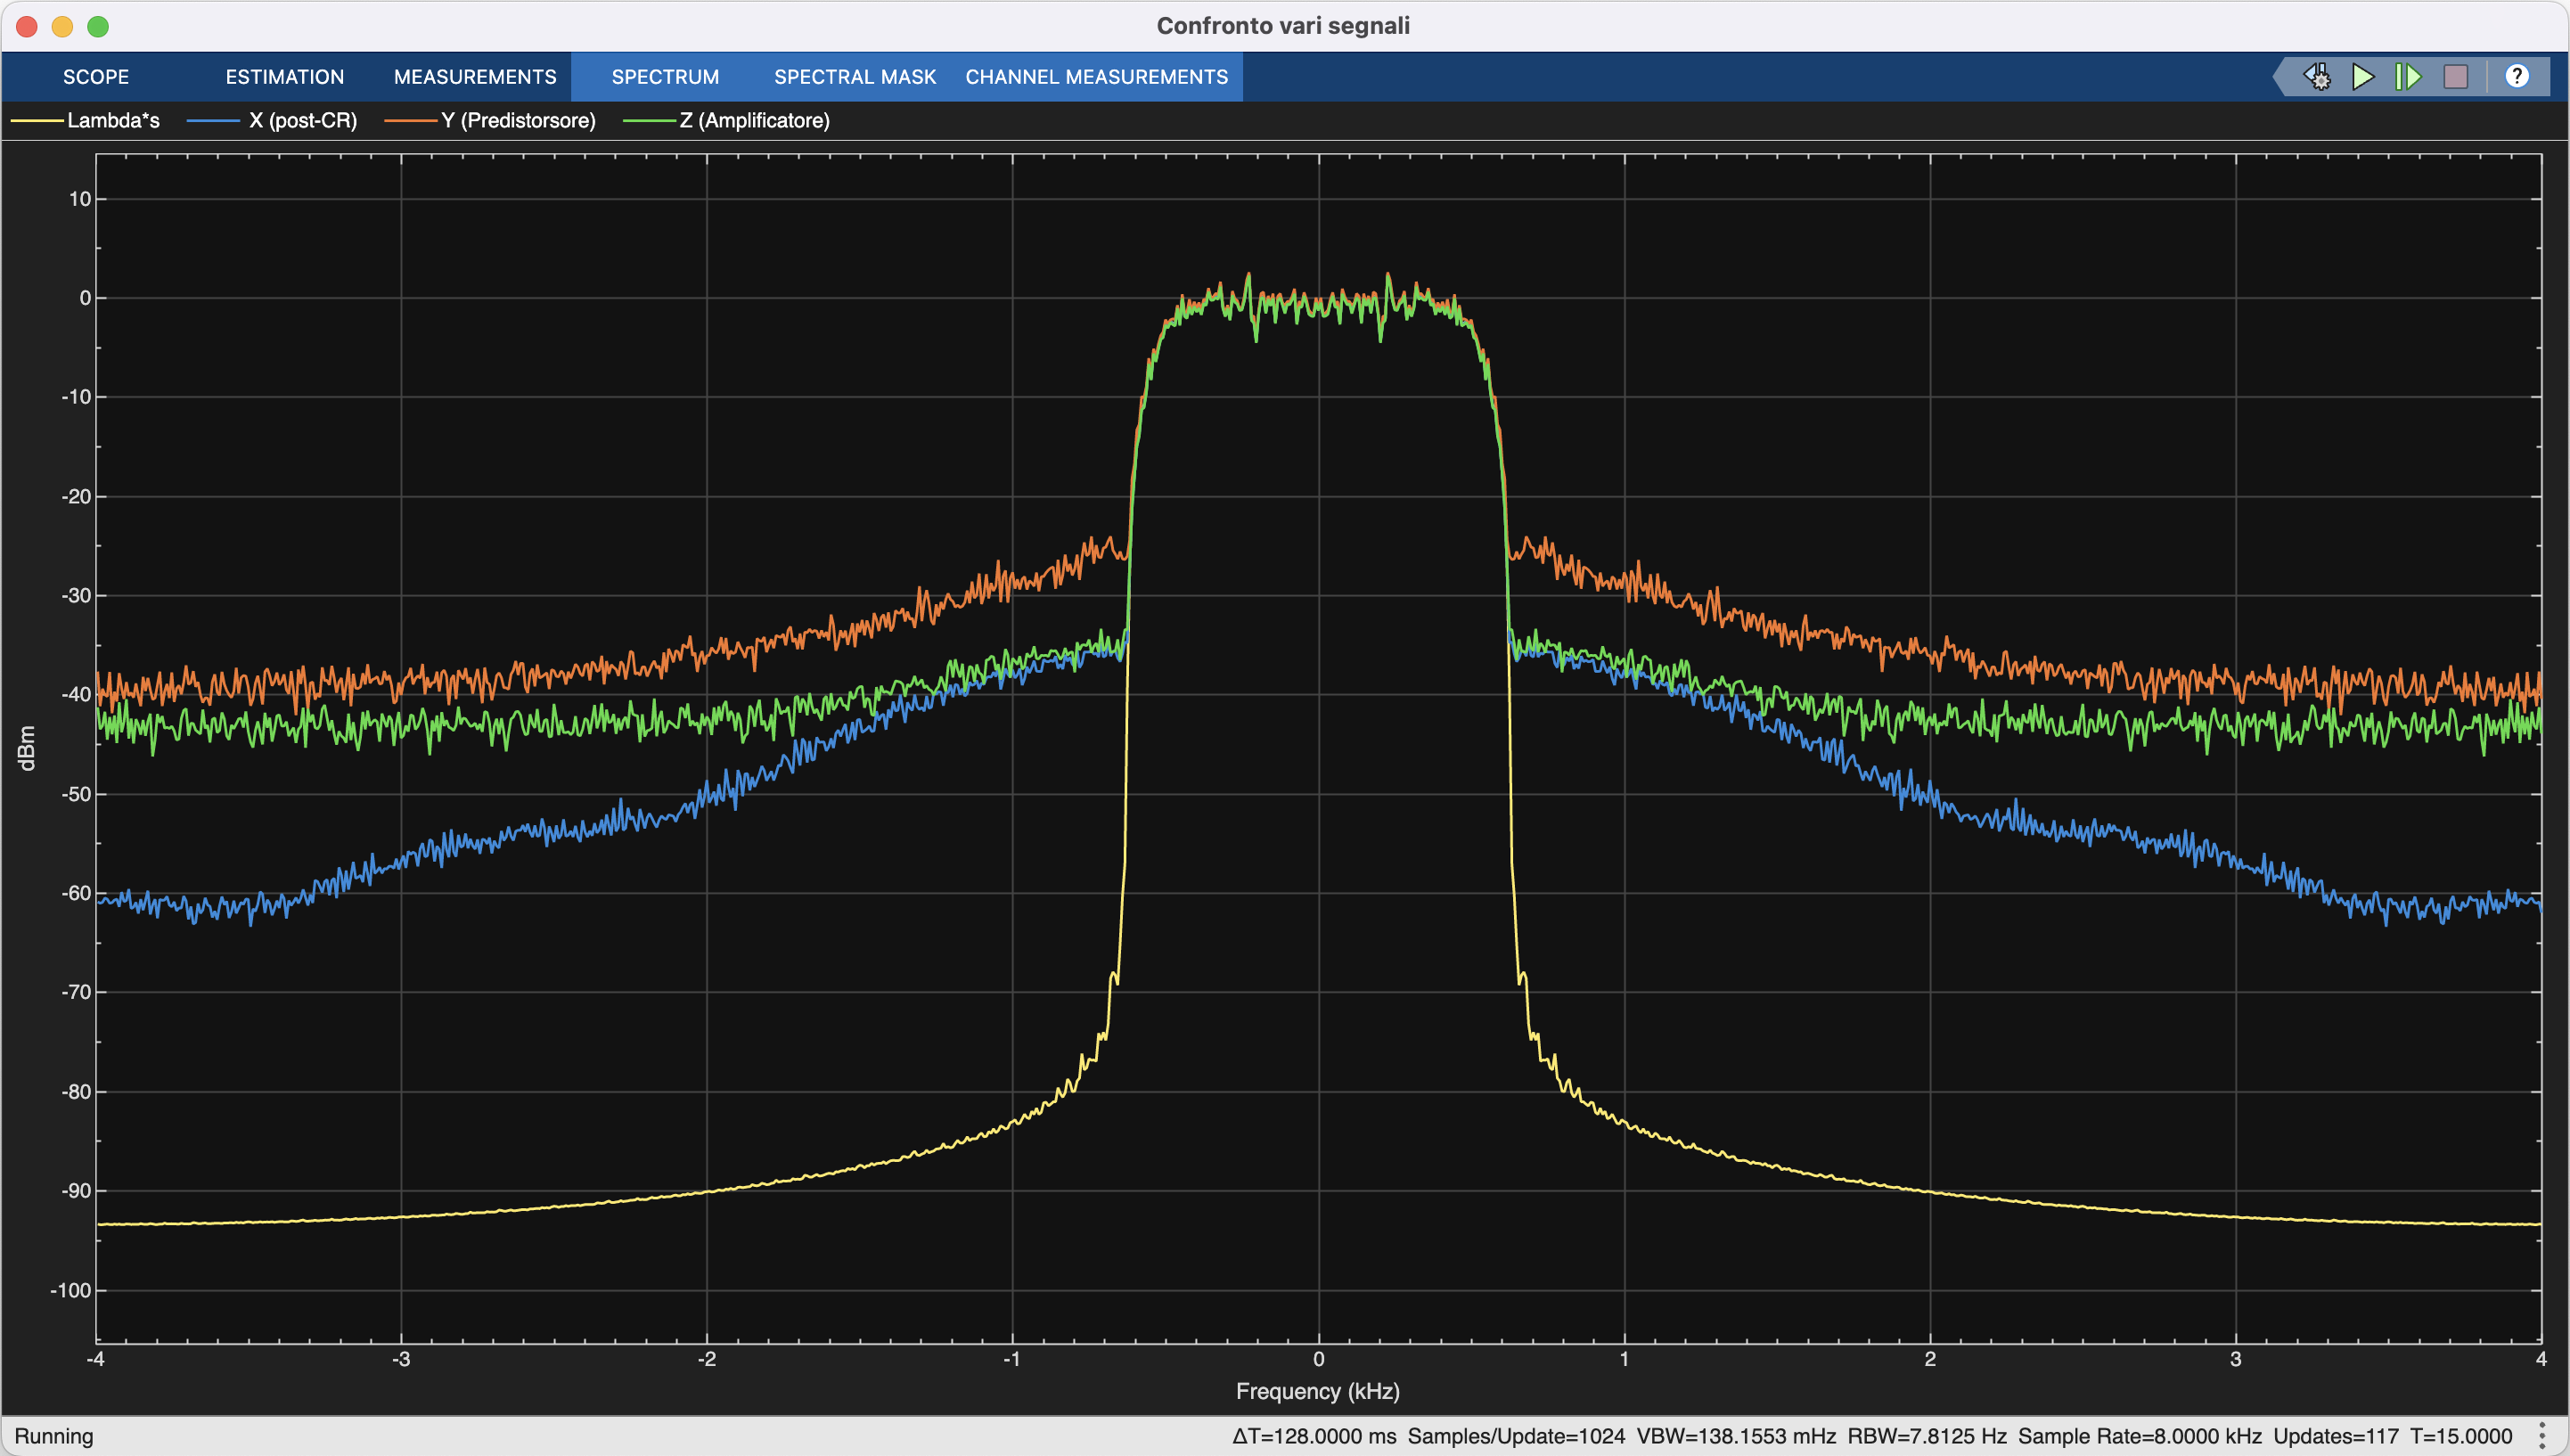 Confronto vari segnali
SCOPE ESTIMATION MEASUREMENTS SPECTRUM SPECTRAL MASK CHANNEL MEASUREMENTS ?
Lambda*s X (post-CR) Y (Predistorsore) Z (Amplificatore)
10
0
-10
-20
-30
-40
-50
-60
-70
-80
-90
-100
dBm
-4 -3 -2 -1 0 1 2 3 4
Frequency (kHz)
Running ΔT=128.0000 ms Samples/Update=1024 VBW=138.1553 mHz RBW=7.8125 Hz Sample Rate=8.0000 kHz Updates=117 T=15.0000